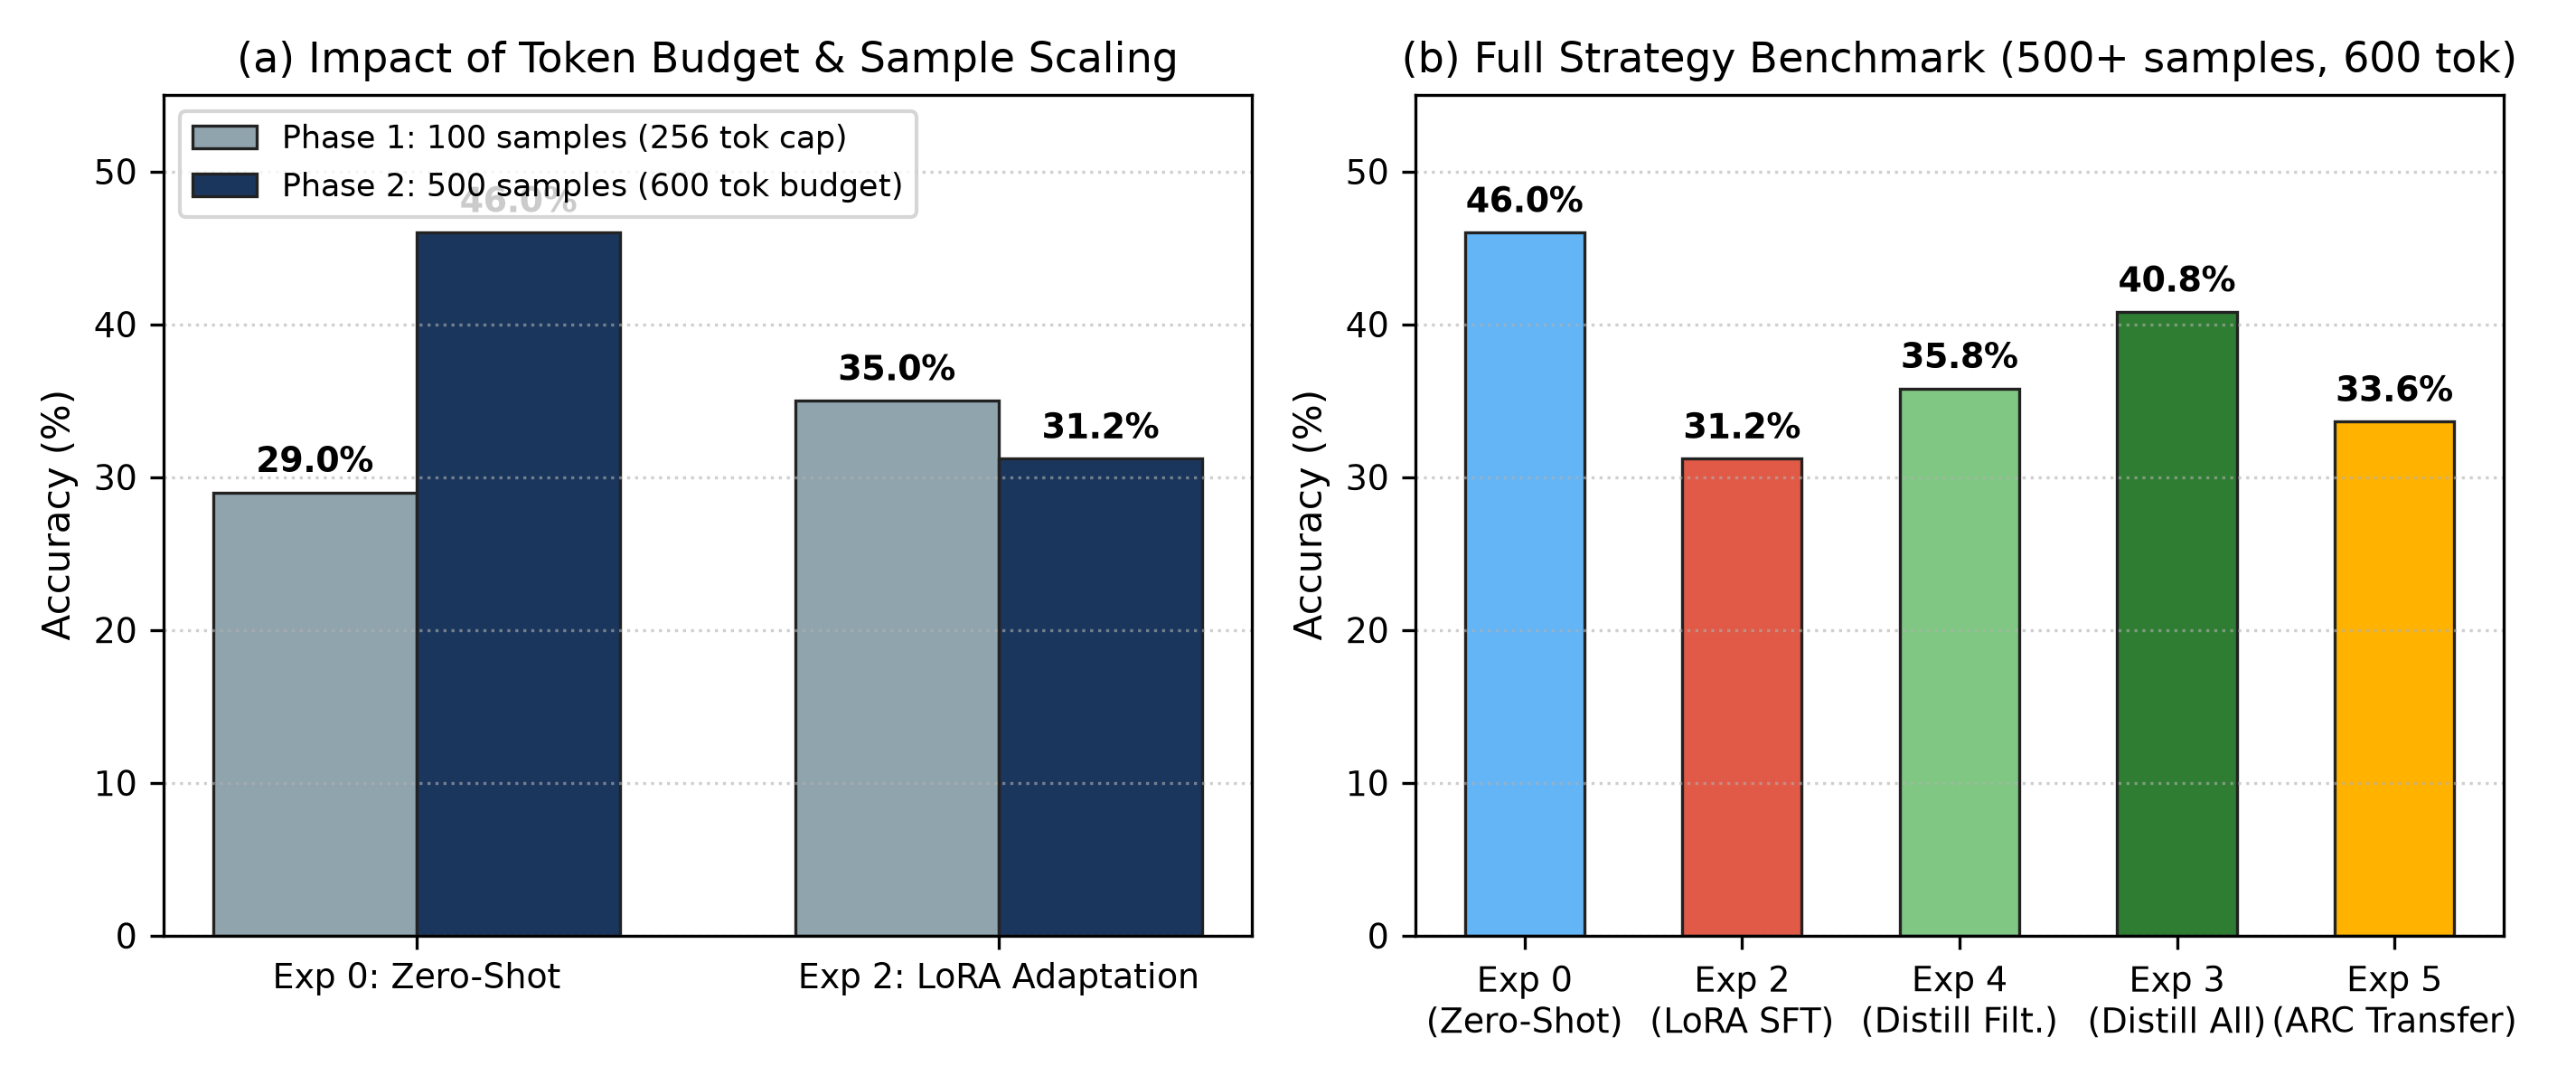 (a) Impact of Token Budget & Sample Scaling
Phase 1: 100 samples (256 tok cap)
Phase 2: 500 samples (600 tok budget)
46.0%
29.0%
35.0%
31.2%
50
40
30
20
10
0
Accuracy (%)
Exp 0: Zero-Shot
Exp 2: LoRA Adaptation
(b) Full Strategy Benchmark (500+ samples, 600 tok)
46.0%
31.2%
35.8%
40.8%
33.6%
50
40
30
20
10
0
Accuracy (%)
Exp 0
(Zero-Shot)
Exp 2
(LoRA SFT)
Exp 4
(Distill Filt.)
Exp 3
(Distill All)
Exp 5
(ARC Transfer)